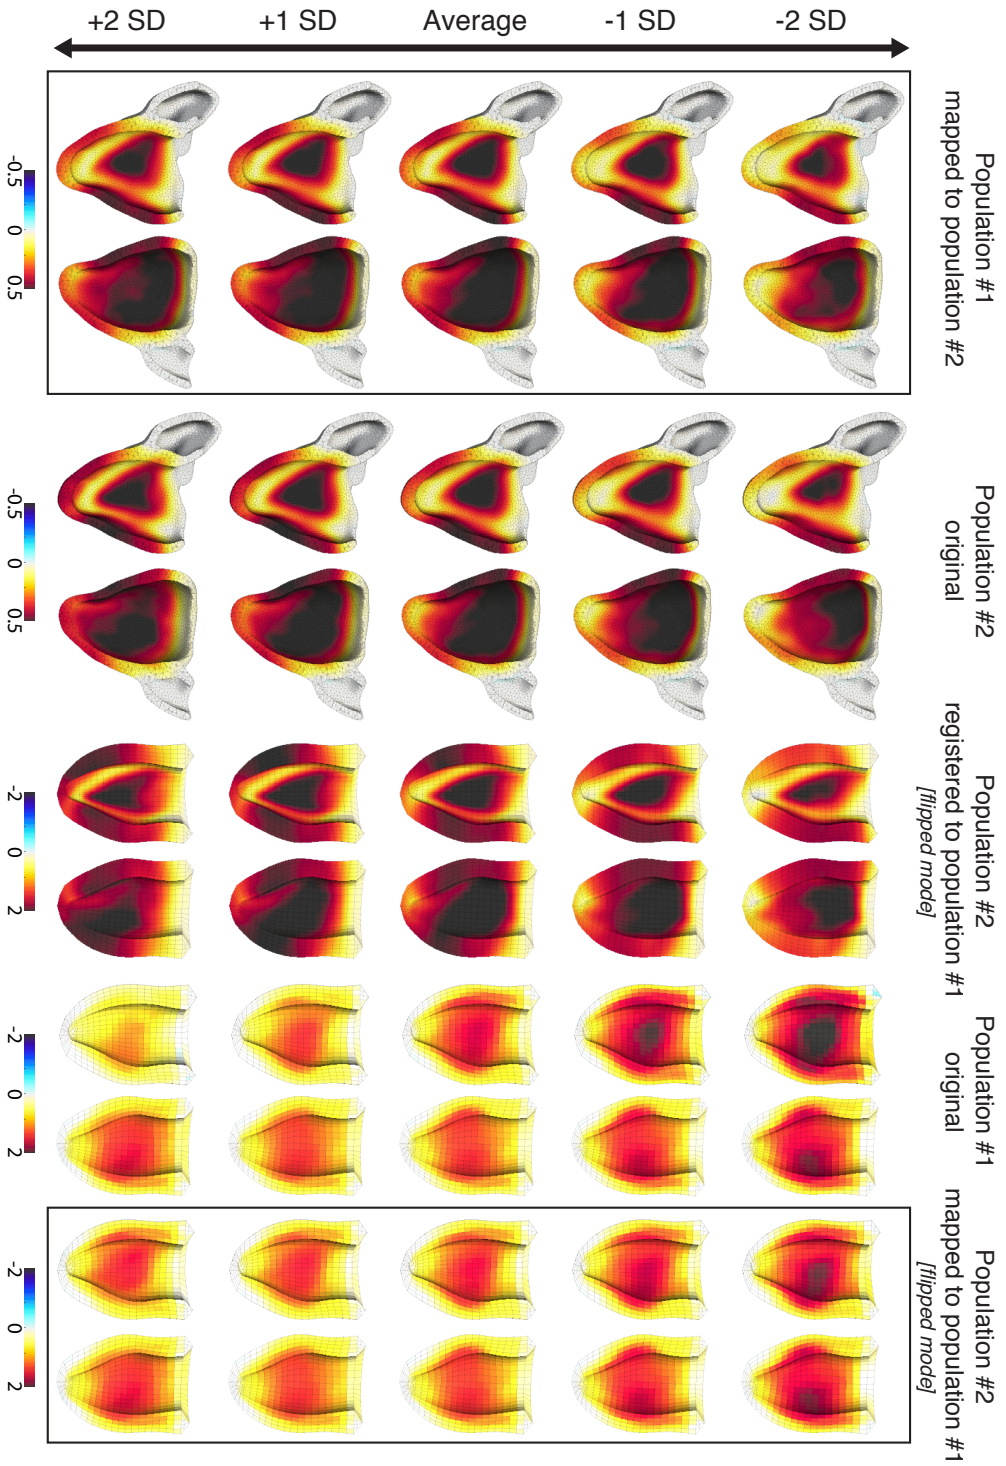 +2 SD
+1 SD
Average
-1 SD
-2 SD
Population #1
mapped to population #2
-0.5
0
0.5
Population #2
original
-0.5
0
0.5
Population #2
registered to population #1
[flipped mode]
-2
0
2
Population #1
original
-2
0
2
Population #2
mapped to population #1
[flipped mode]
-2
0
2